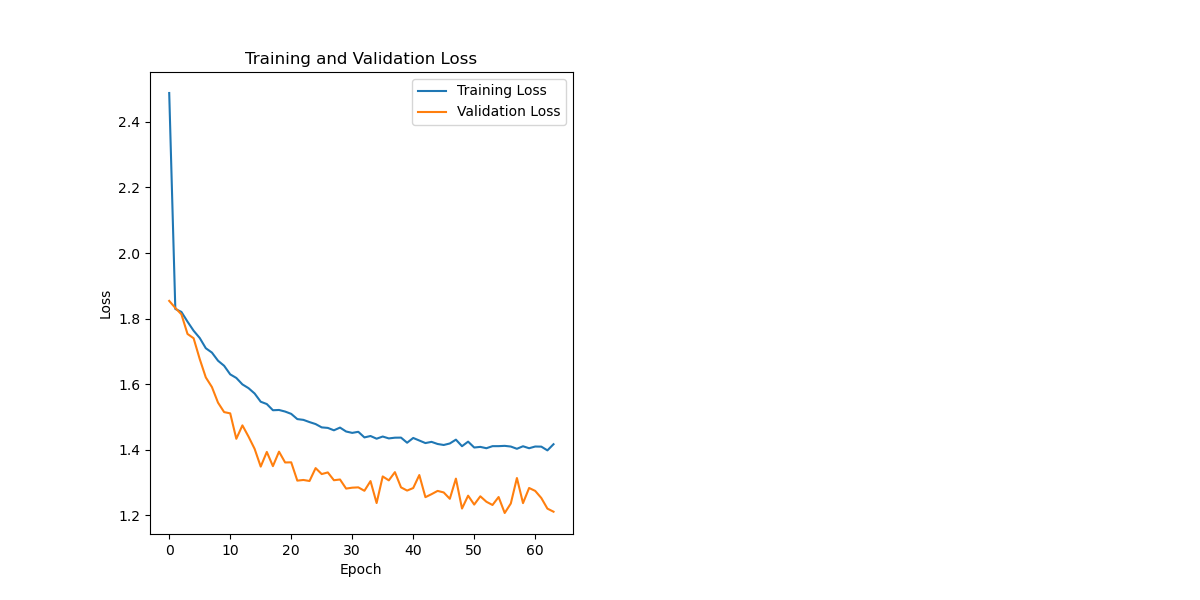 Training and Validation Loss
Training Loss
Validation Loss
2.4
2.2
2.0
1.8
1.6
1.4
1.2
Loss
0 10 20 30 40 50 60
Epoch